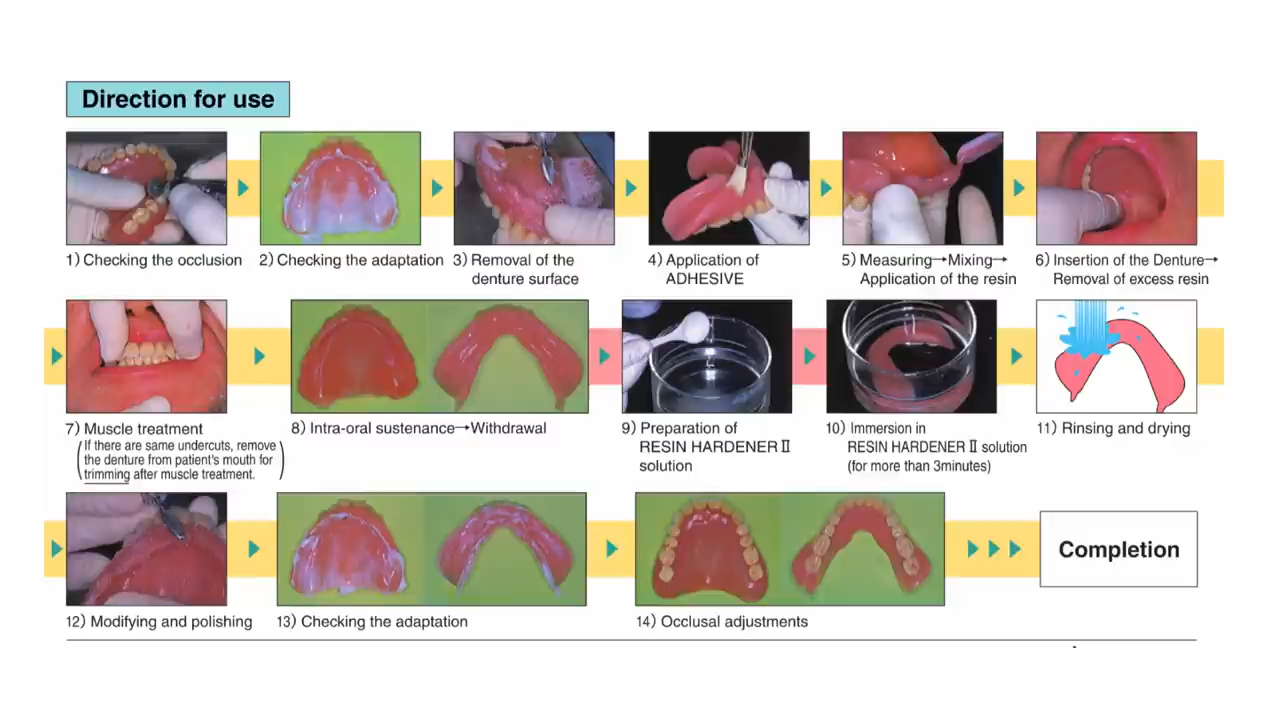 Direction for use
1) Checking the occlusion
2) Checking the adaptation
3) Removal of the
denture surface
4) Application of
ADHESIVE
5) Measuring→Mixing→
Application of the resin
6) Insertion of the Denture→
Removal of excess resin
7) Muscle treatment
(If there are same undercuts, remove
the denture from patient's mouth for
trimming after muscle treatment.)
8) Intra-oral sustenance→Withdrawal
9) Preparation of
RESIN HARDENER Ⅱ
solution
10) Immersion in
RESIN HARDENER Ⅱ solution
(for more than 3minutes)
11) Rinsing and drying
12) Modifying and polishing
13) Checking the adaptation
14) Occlusal adjustments
Completion